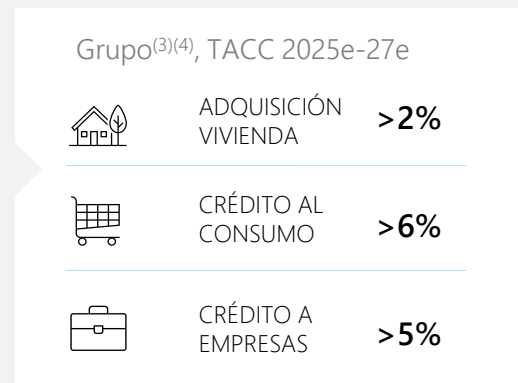 Grupo(3)(4), TACC 2025e-27e
ADQUISICIÓN
VIVIENDA
>2%
CRÉDITO AL
CONSUMO
>6%
CRÉDITO A
EMPRESAS
>5%